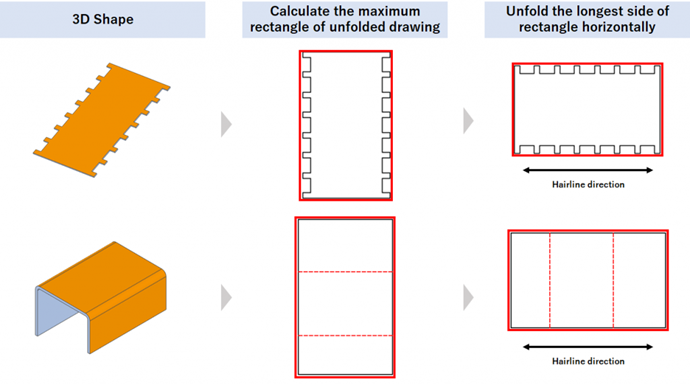 3D Shape
Calculate the maximum
rectangle of unfolded drawing
Unfold the longest side of
rectangle horizontally
Hairline direction
Hairline direction